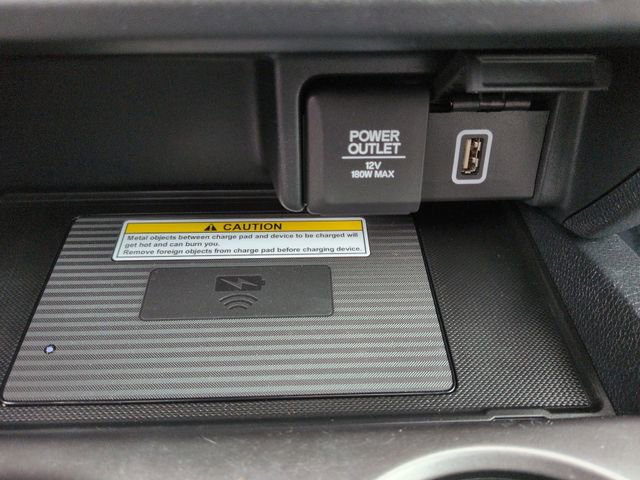 POWER
OUTLET
12V
180W MAX
CAUTION
Metal objects between charge pad and device to be charged will
get hot and can burn you.
Remove foreign objects from charge pad before charging device.